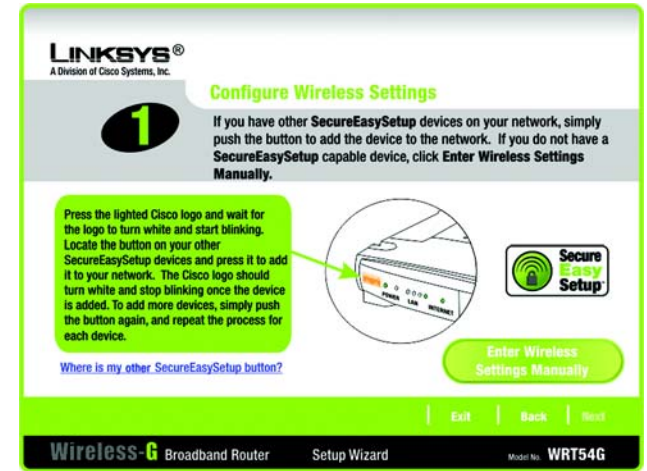 LINKSYS®
A Division of Cisco Systems, Inc.
Configure Wireless Settings
1
If you have other SecureEasySetup devices on your network, simply
push the button to add the device to the network. If you do not have a
SecureEasySetup capable device, click Enter Wireless Settings
Manually.
Press the lighted Cisco logo and wait for
the logo to turn white and start blinking.
Locate the button on your other
SecureEasySetup devices and press it to add
it to your network. The Cisco logo should
turn white and stop blinking once the device
is added. To add more devices, simply push
the button again, and repeat the process for
each device.
POWER LAN INTERNET
Secure
Easy
Setup
Where is my other SecureEasySetup button?
Enter Wireless
Settings Manually
Exit Back Next
Wireless-G Broadband Router Setup Wizard Model No. WRT54G